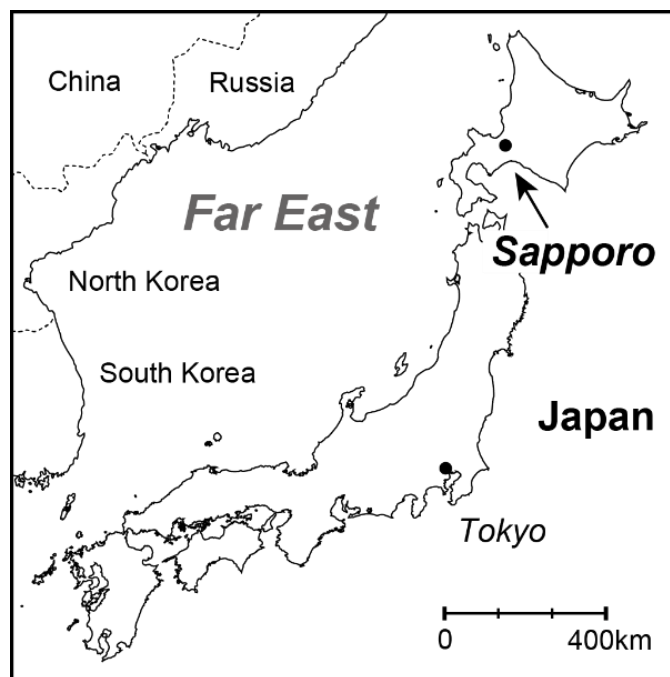 China
Russia
Far East
Sapporo
North Korea
South Korea
Japan
Tokyo
0 400km